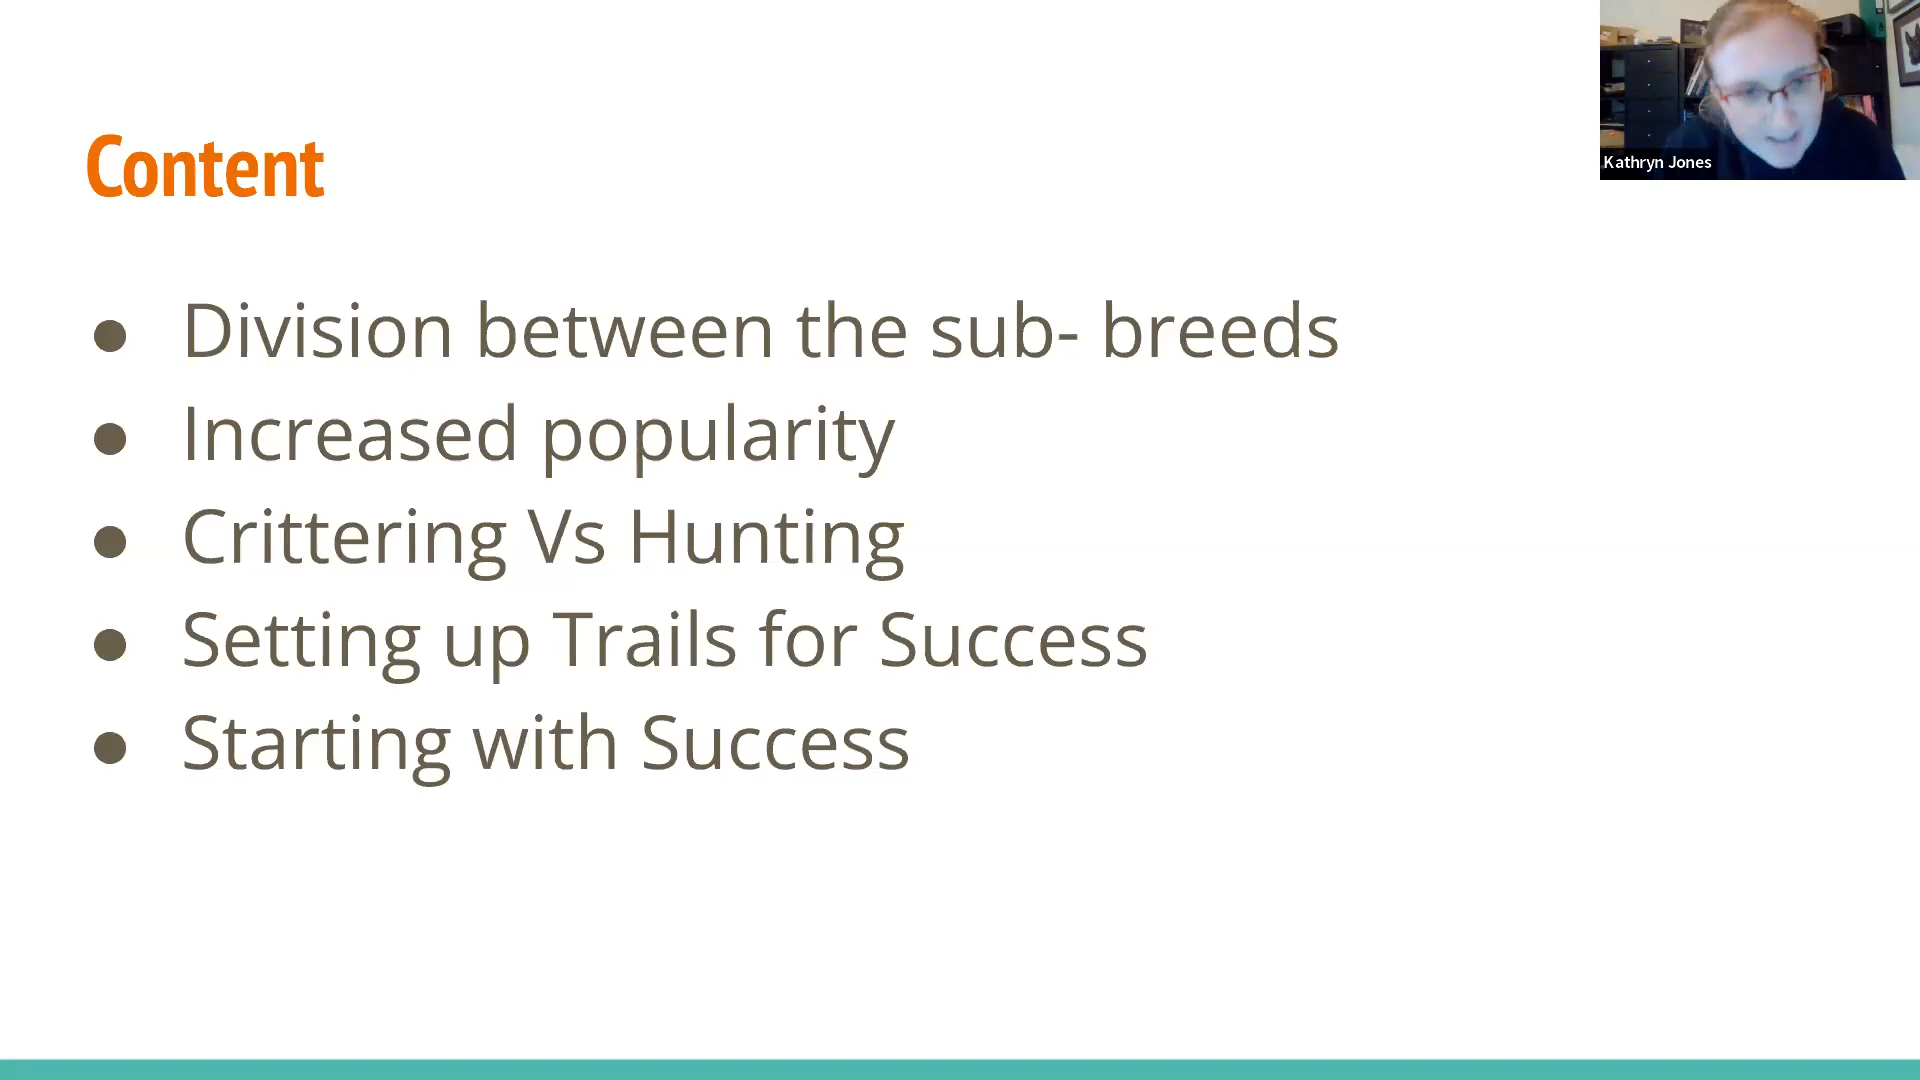 Content
Kathryn Jones
● Division between the sub- breeds
● Increased popularity
● Crittering Vs Hunting
● Setting up Trails for Success
● Starting with Success